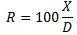 R = 100 X/D